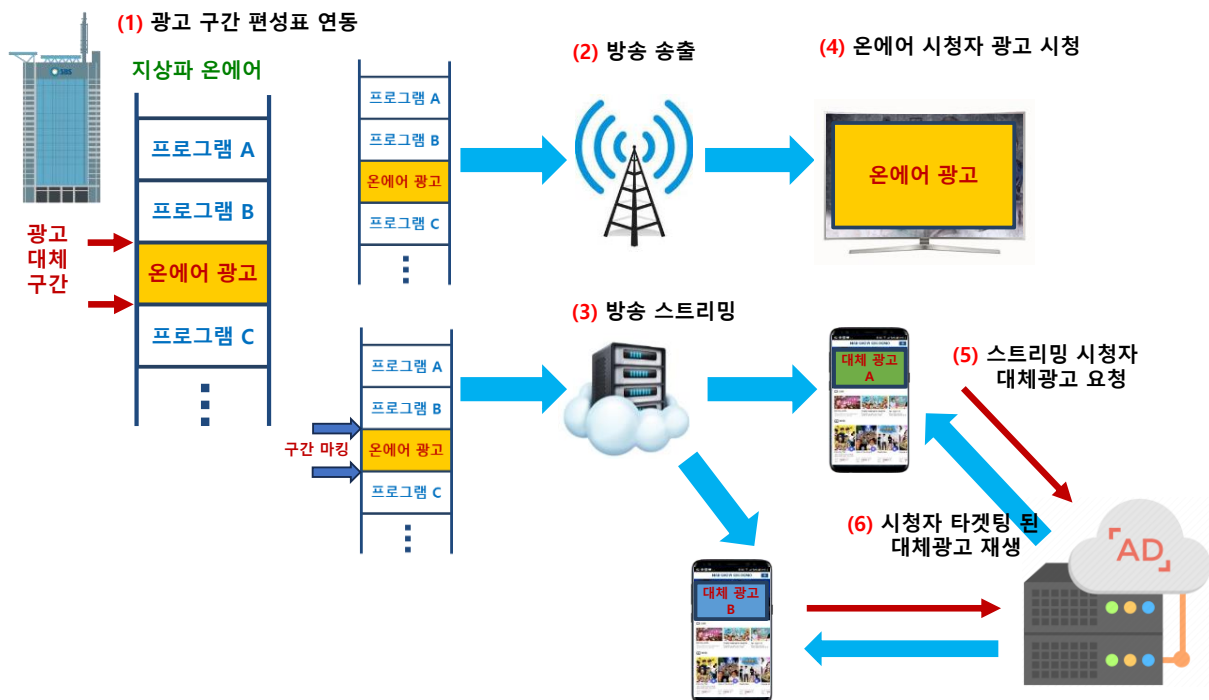 (1) 광고 구간 편성표 연동
SBS
지상파 온에어
프로그램 A
프로그램 B
온에어 광고
프로그램 C
광고
대체
구간
프로그램 A
프로그램 B
온에어 광고
프로그램 C
(2) 방송 송출
(4) 온에어 시청자 광고 시청
온에어 광고
(3) 방송 스트리밍
프로그램 A
프로그램 B
온에어 광고
프로그램 C
구간 마킹
대체 광고
A
(5) 스트리밍 시청자
대체광고 요청
(6) 시청자 타겟팅 된
대체광고 재생
AD
대체 광고
B